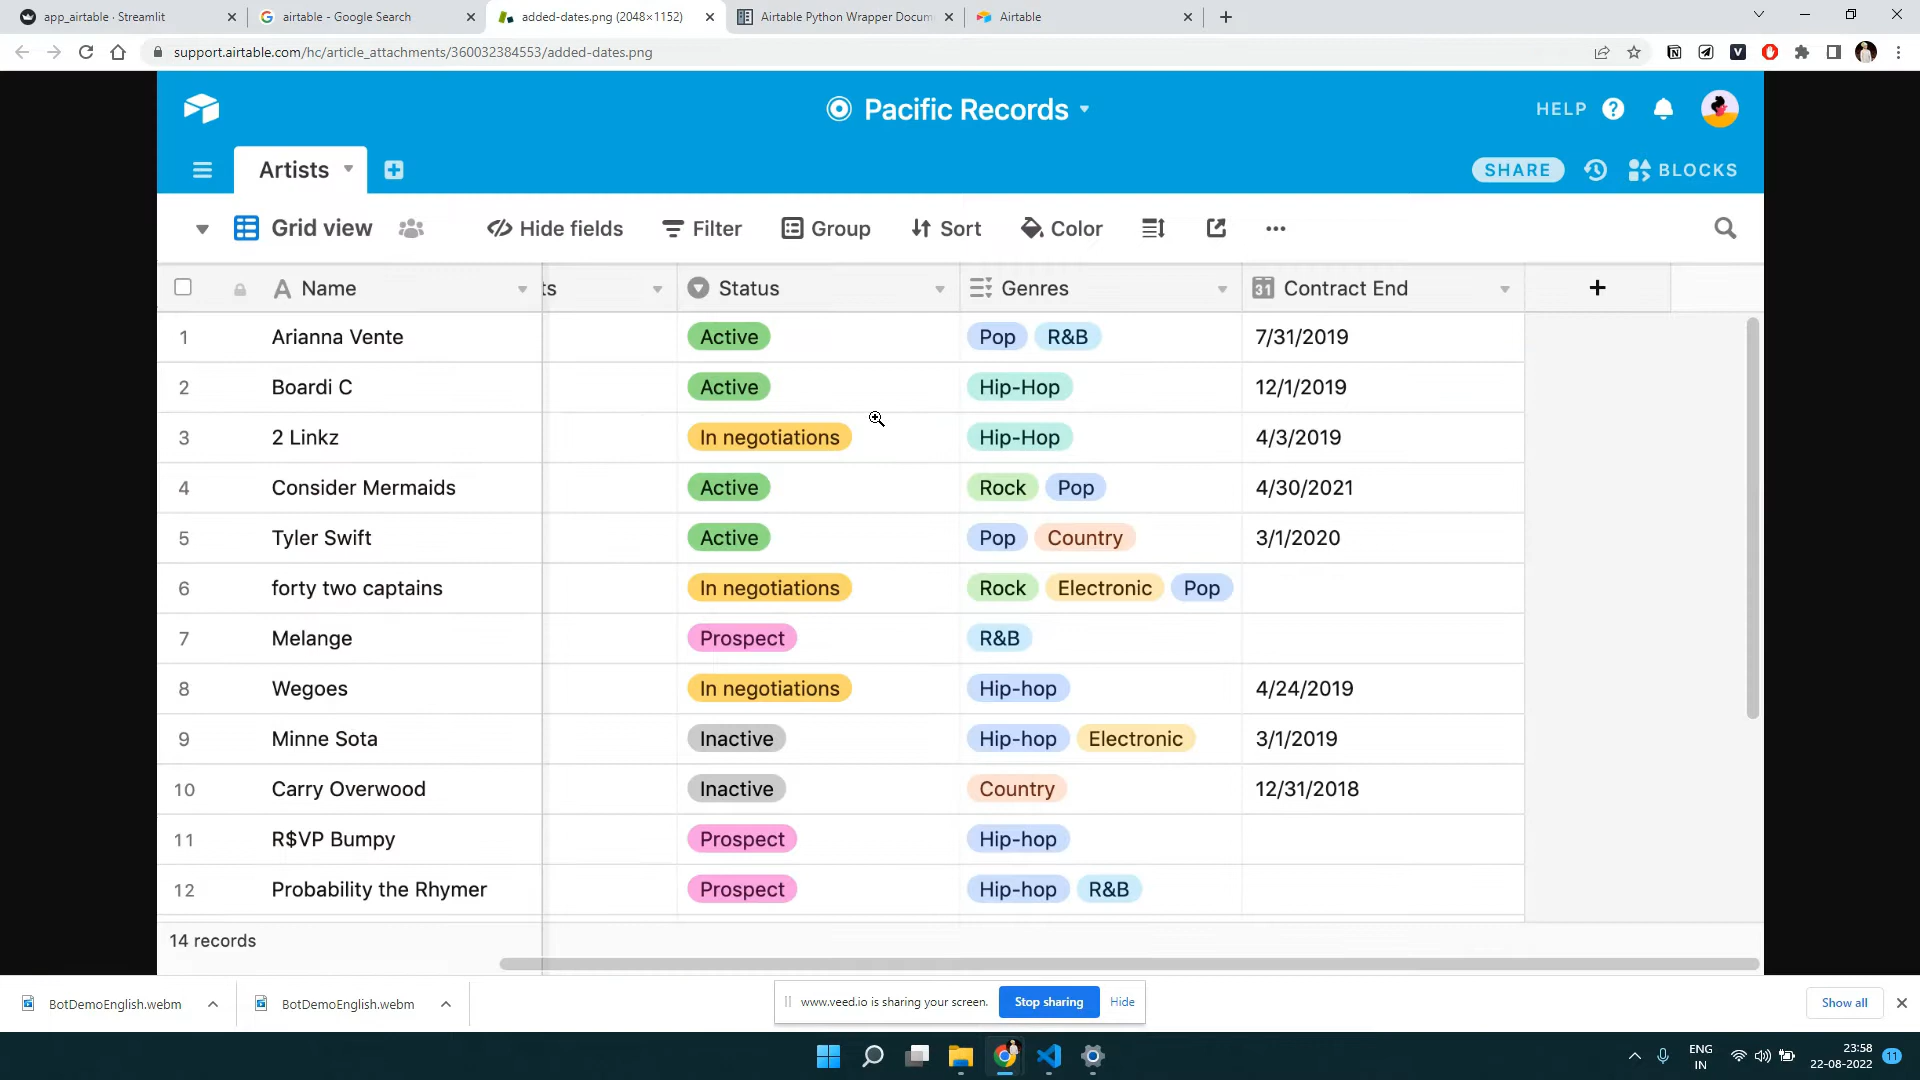 app_airtable · Streamlit
airtable - Google Search
added-dates.png (2048×1152)
Airtable Python Wrapper Docum
Airtable
support.airtable.com/hc/article_attachments/360032384553/added-dates.png
Pacific Records
HELP
Artists
SHARE
BLOCKS
Grid view
Hide fields
Filter
Group
Sort
Color
Name ts Status Genres 31 Contract End
1 Arianna Vente Active Pop R&B 7/31/2019
2 Boardi C Active Hip-Hop 12/1/2019
3 2 Linkz In negotiations Hip-Hop 4/3/2019
4 Consider Mermaids Active Rock Pop 4/30/2021
5 Tyler Swift Active Pop Country 3/1/2020
6 forty two captains In negotiations Rock Electronic Pop
7 Melange Prospect R&B
8 Wegoes In negotiations Hip-hop 4/24/2019
9 Minne Sota Inactive Hip-hop Electronic 3/1/2019
10 Carry Overwood Inactive Country 12/31/2018
11 R$VP Bumpy Prospect Hip-hop
12 Probability the Rhymer Prospect Hip-hop R&B
14 records
BotDemoEnglish.webm
BotDemoEnglish.webm
www.veed.io is sharing your screen.
Stop sharing
Hide
Show all
ENG
IN
23:58
22-08-2022
11